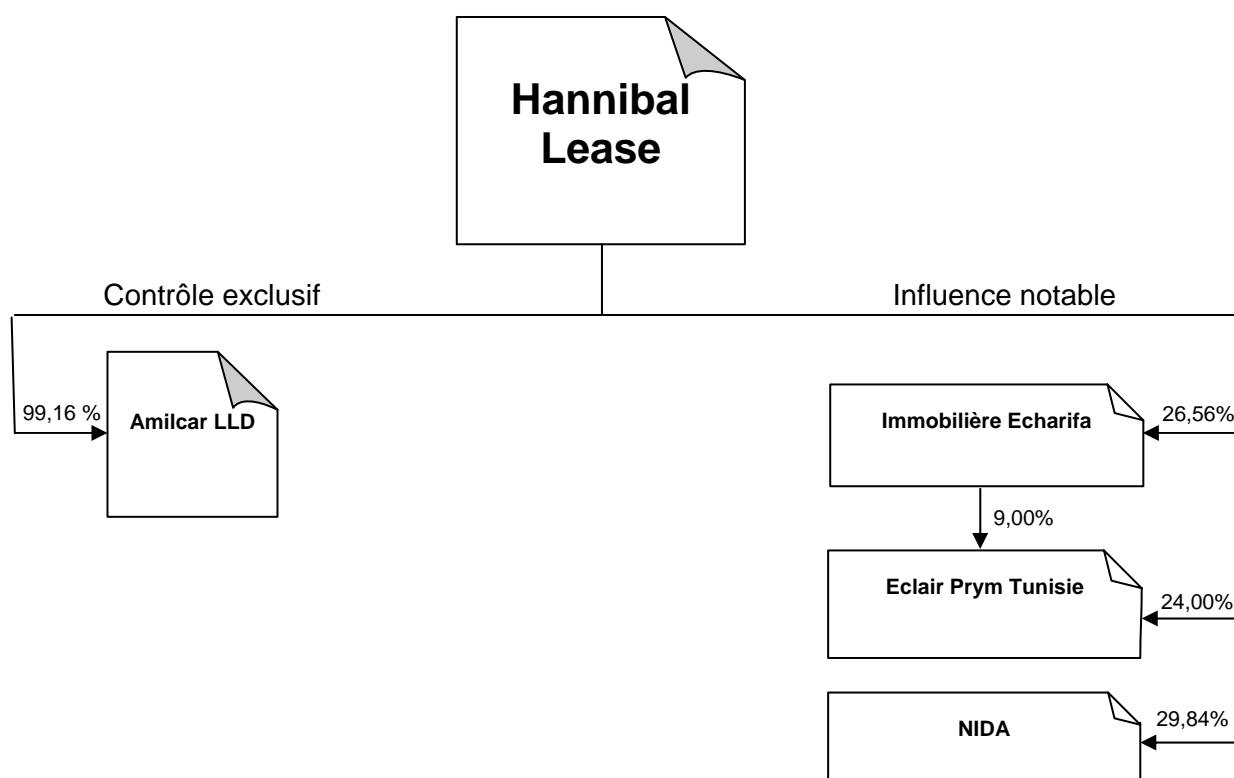 Hannibal
Lease
Contrôle exclusif
Influence notable
99,16 %
Amilcar LLD
Immobilière Echarifa
26,56%
9,00%
Eclair Prym Tunisie
24,00%
NIDA
29,84%